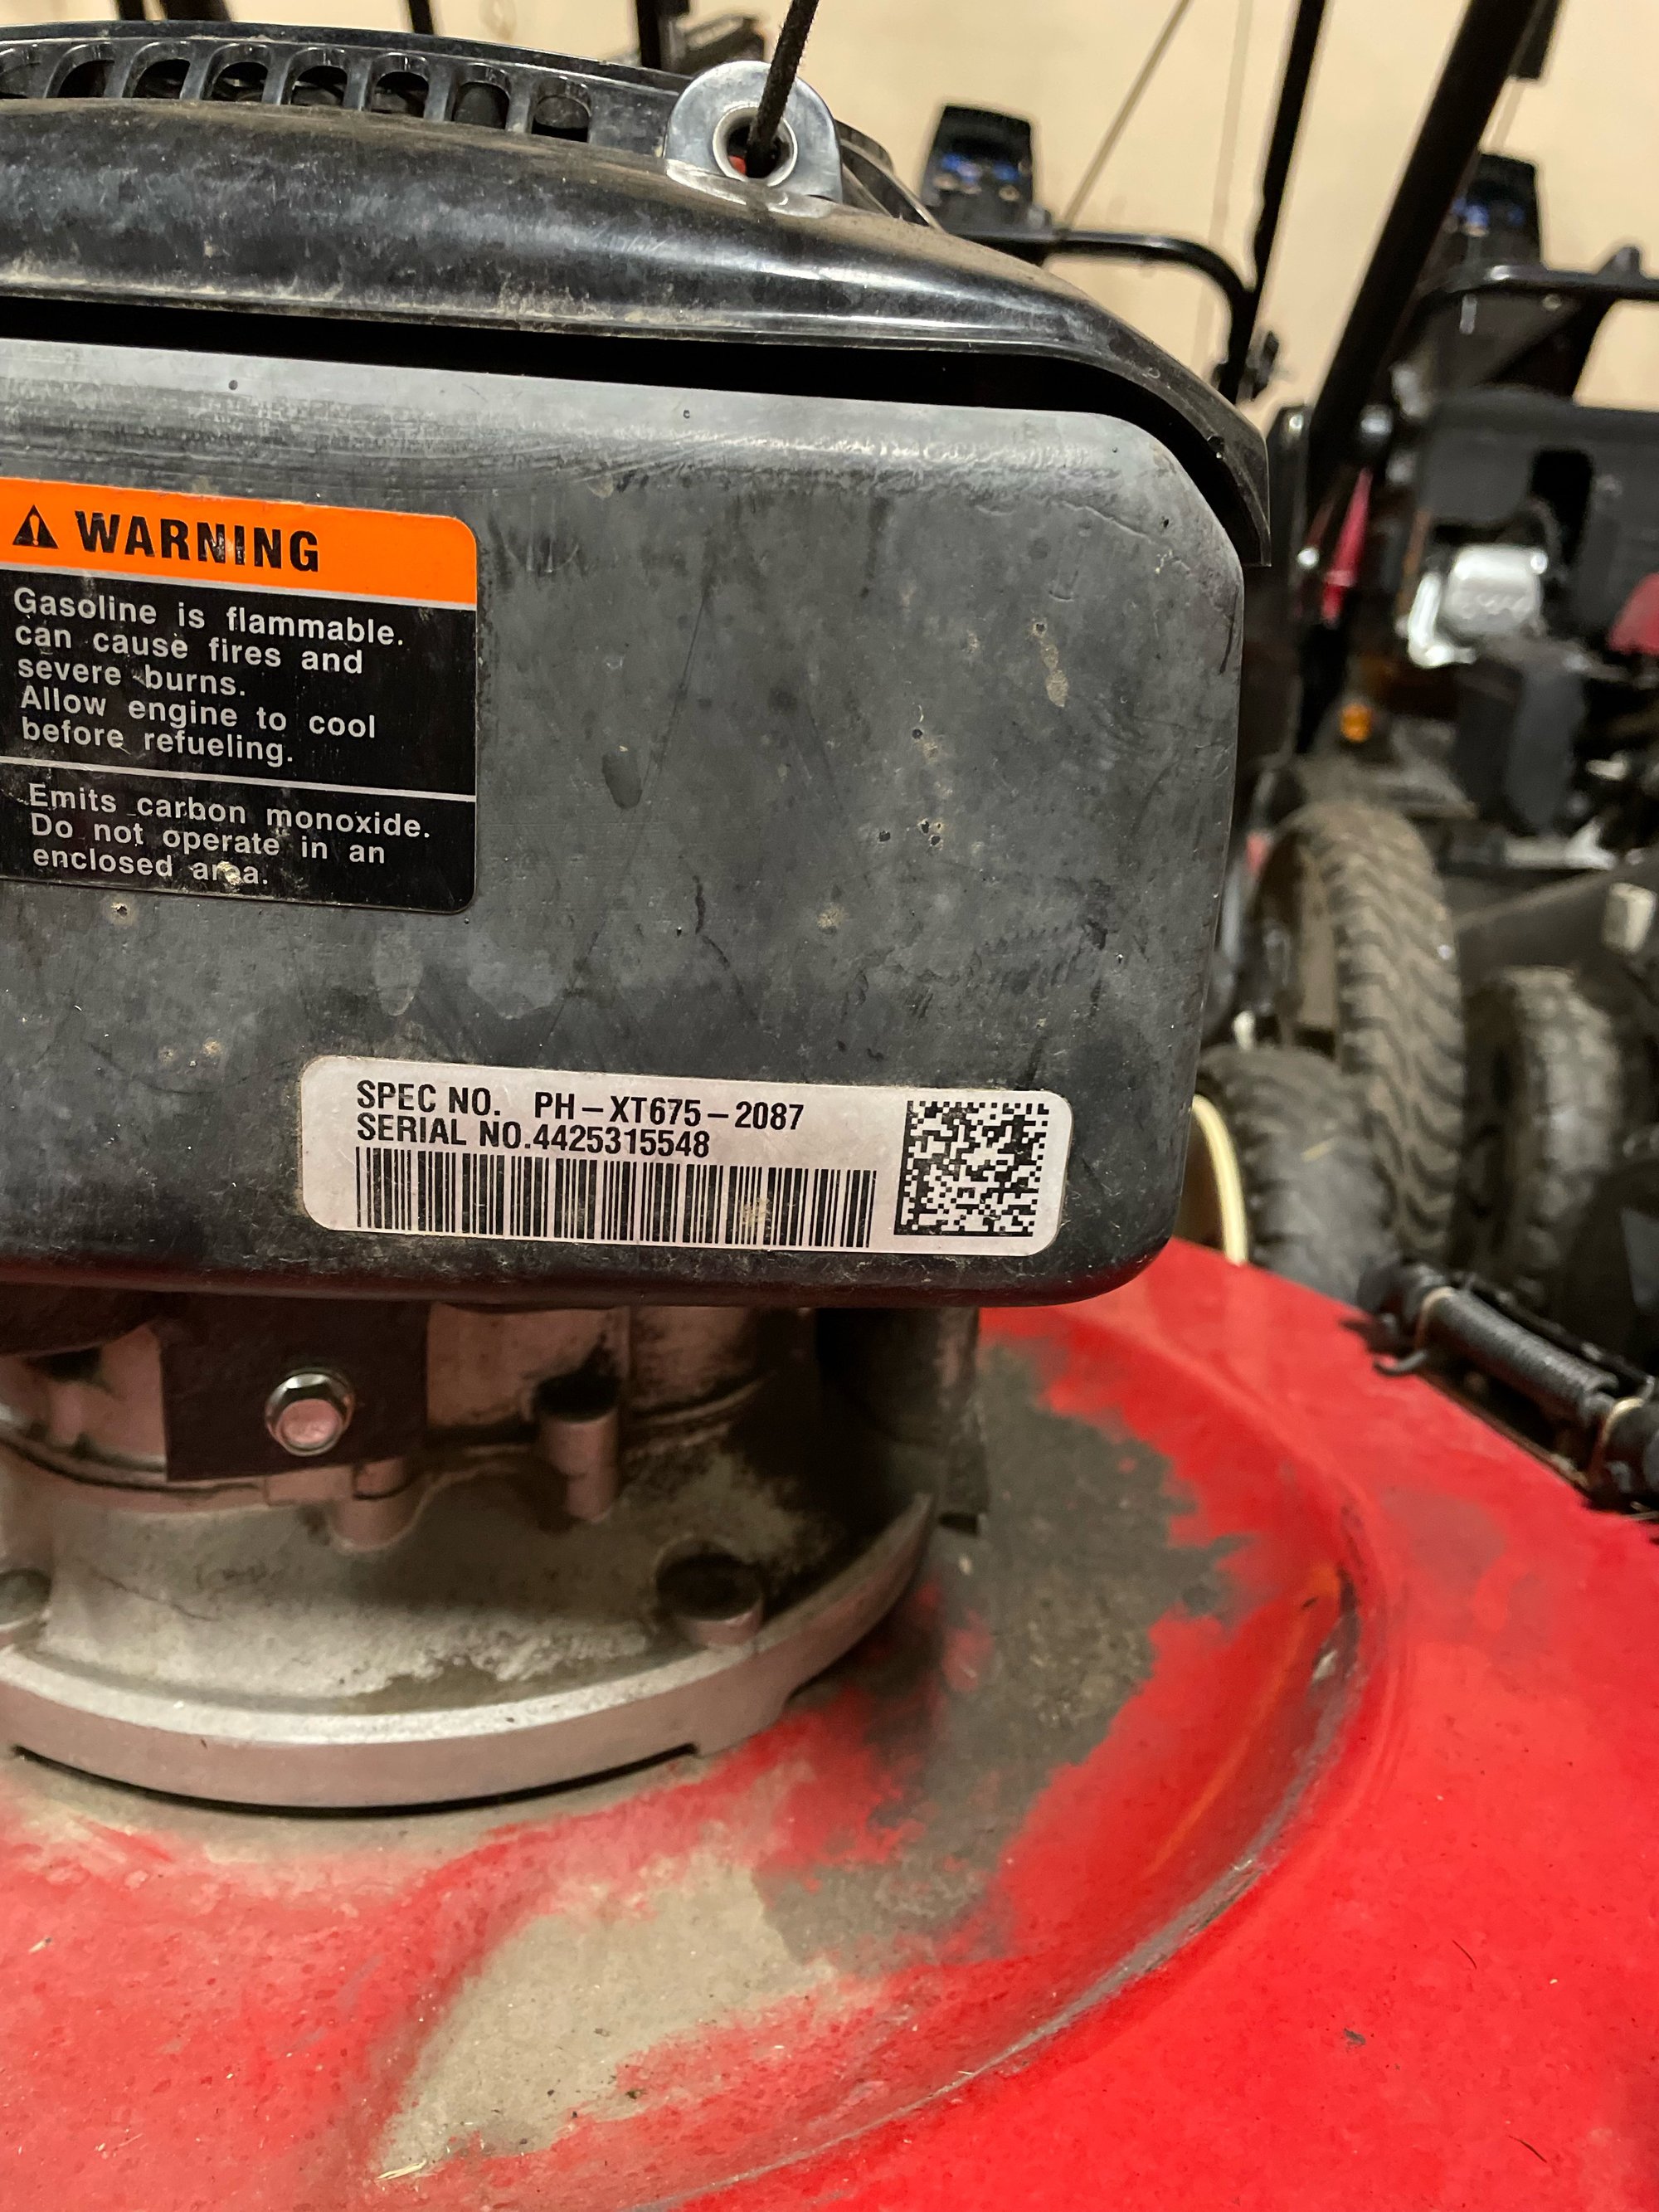 WARNING
Gasoline is flammable.
can cause fires and
severe burns.
Allow engine to cool
before refueling.
Emits carbon monoxide.
Do not operate in an
enclosed area.
SPEC NO. PH-XT675-2087
SERIAL NO.4425315548